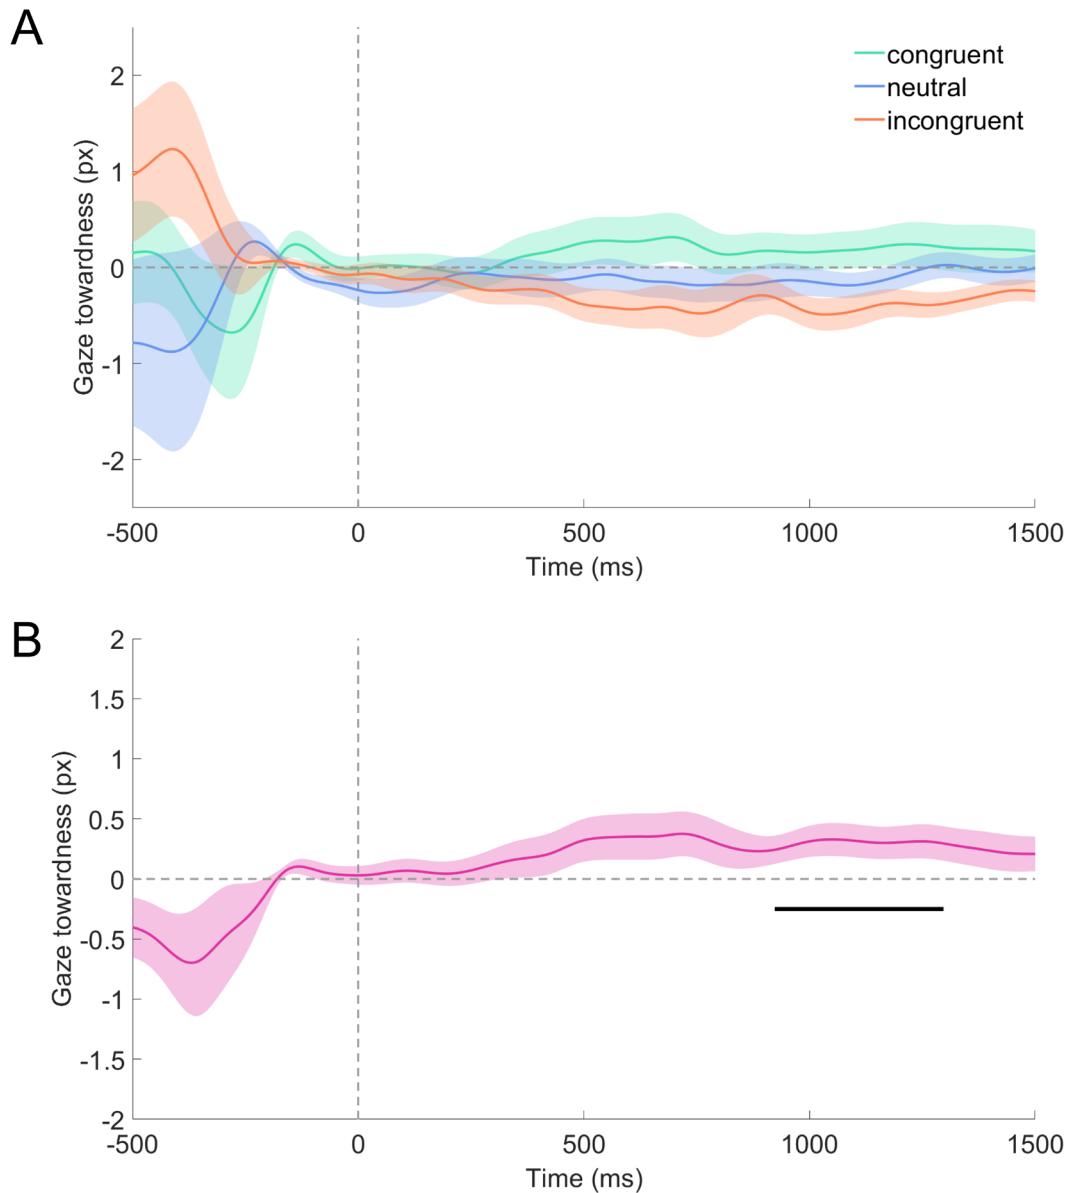 A
congruent
neutral
incongruent
Gaze towardness (px)
2
1
0
-1
-2
-500 0 500 1000 1500
Time (ms)
B
Gaze towardness (px)
2
1.5
1
0.5
0
-0.5
-1
-1.5
-2
-500 0 500 1000 1500
Time (ms)